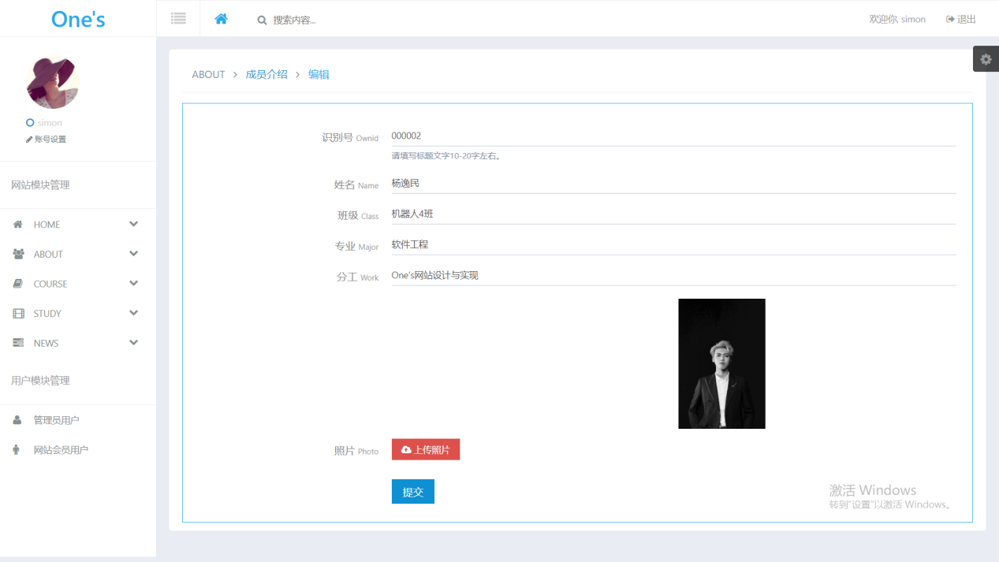 One's
搜索内容...
欢迎你, simon
退出
simon
账号设置
网站模块管理
HOME
ABOUT
COURSE
STUDY
NEWS
用户模块管理
管理员用户
网站会员用户
ABOUT > 成员介绍 > 编辑
识别号 Ownid 000002
请填写标题文字10-20字左右。
姓名 Name 杨逸民
班级 Class 机器人4班
专业 Major 软件工程
分工 Work One's网站设计与实现
照片 Photo 上传照片
提交
激活 Windows
转到"设置"以激活 Windows。